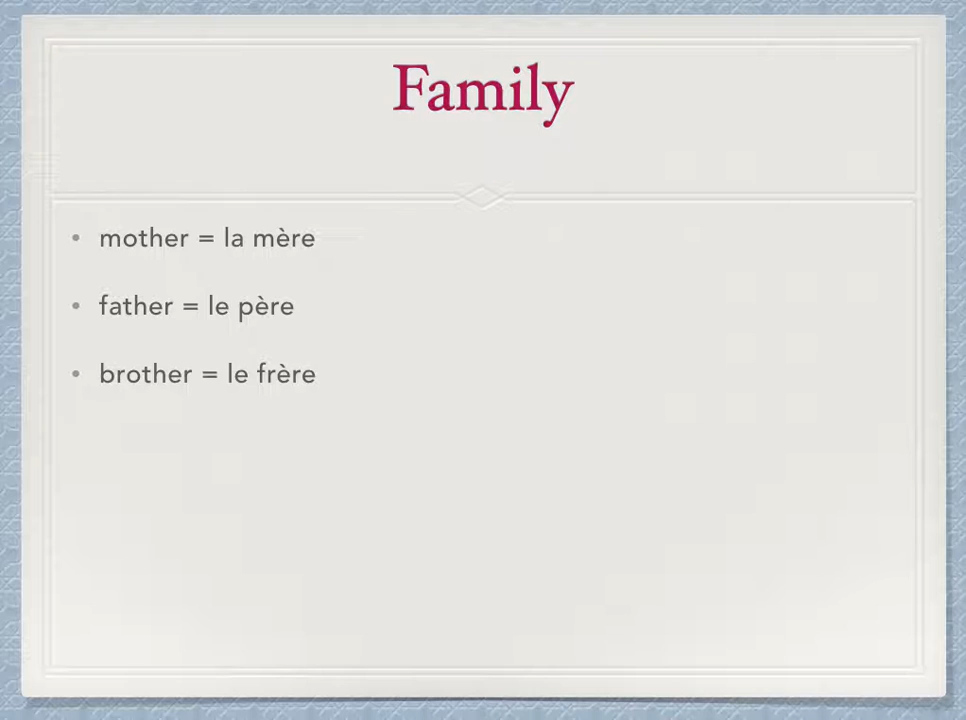 Family
• mother = la mère
• father = le père
• brother = le frère